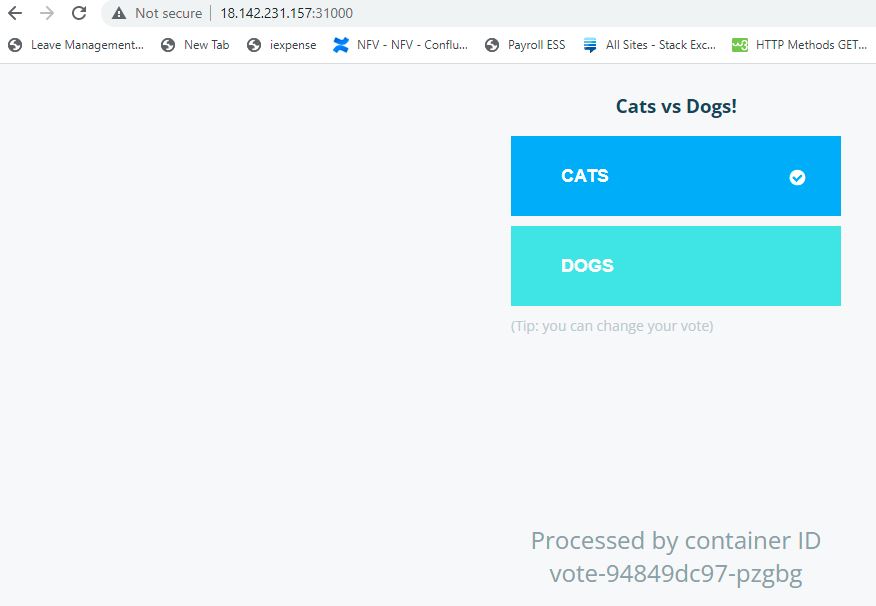 Not secure | 18.142.231.157:31000
Leave Management... New Tab iexpense NFV - NFV - Conflu... Payroll ESS All Sites - Stack Exc... HTTP Methods GET...
Cats vs Dogs!
CATS
DOGS
(Tip: you can change your vote)
Processed by container ID
vote-94849dc97-pzgbg